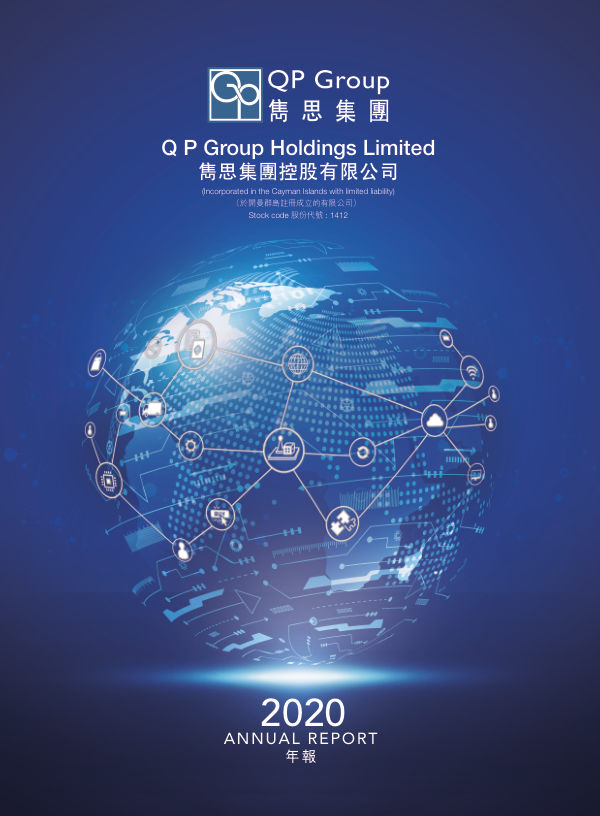 QP
QP Group
雋思集團
Q P Group Holdings Limited
雋思集團控股有限公司
(Incorporated in the Cayman Islands with limited liability)
（於開曼群島註冊成立的有限公司）
Stock code 股份代號 : 1412
BUY
2020
ANNUAL REPORT
年報